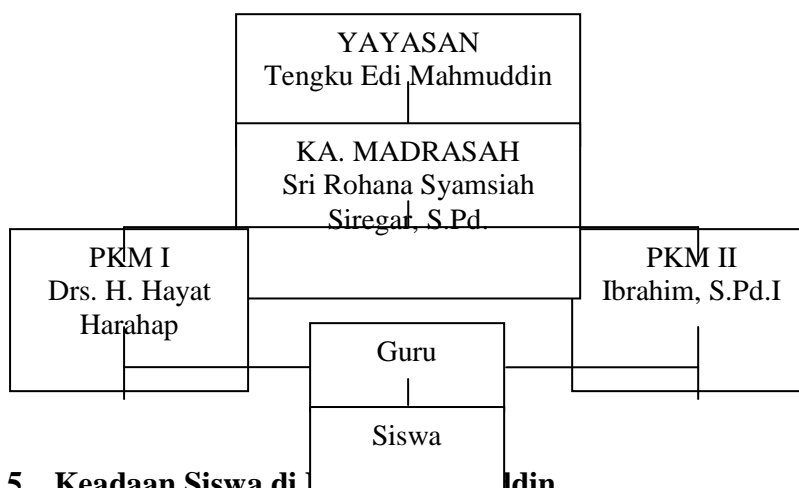 YAYASAN
Tengku Edi Mahmuddin
KA. MADRASAH
Sri Rohana Syamsiah
Siregar, S.Pd.
PKM I
Drs. H. Hayat
Harahap
PKM II
Ibrahim, S.Pd.I
Guru
Siswa
5 Keadaan Siswa di